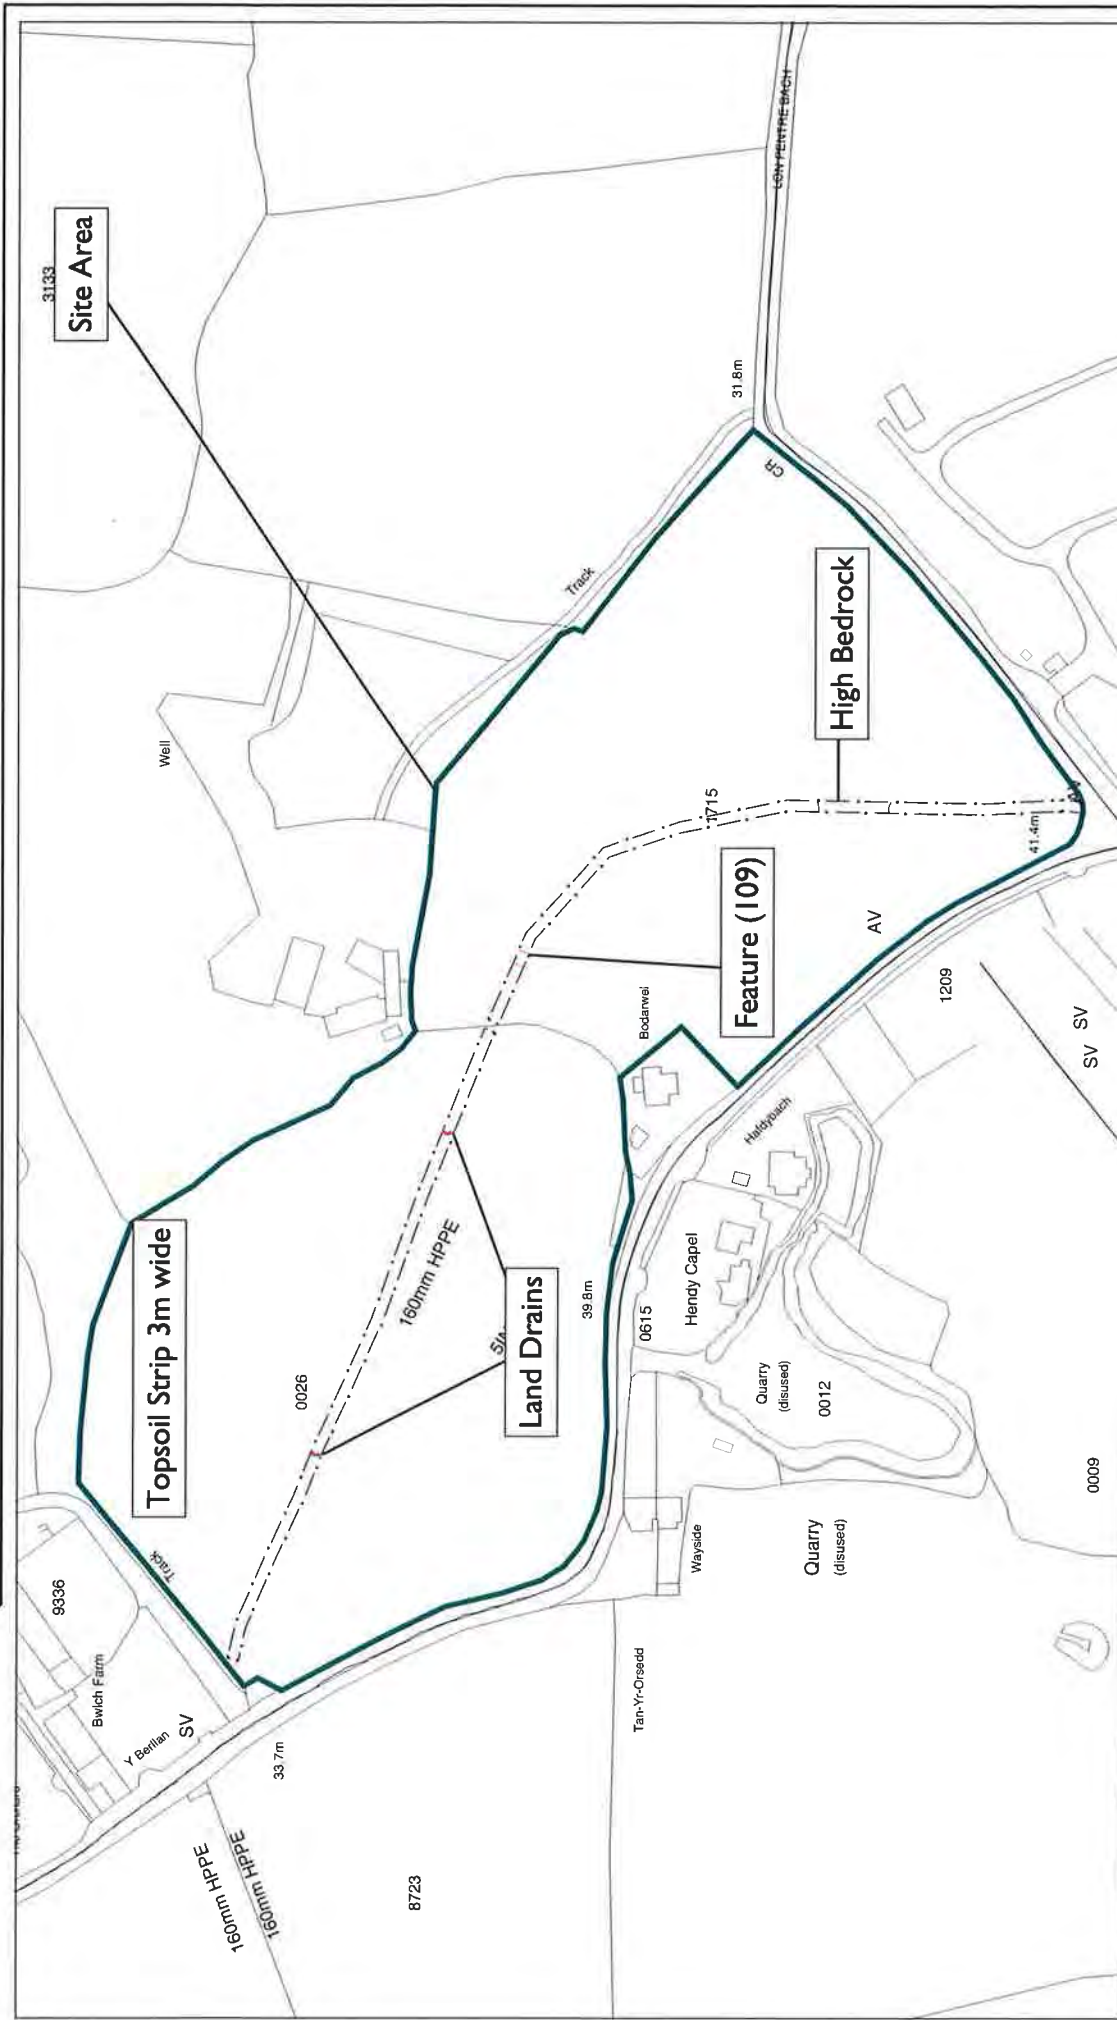 3133
Site Area
LON PENTRE BACH
31.8m
CR
Track
Well
High Bedrock
1715
41.4m
Feature (109)
AV
Bodarwel
1209
SV
SV
Hafdybach
Topsoil Strip 3m wide
160mm HPPE
Land Drains
39.8m
0615
Hendy Capel
0026
Quarry
(disused)
0012
0009
Track
9336
Wayside
Quarry
(disused)
Bwlch Farm
Y Berllan
SV
33.7m
Tan-Yr-Orsedd
160mm HPPE
160mm HPPE
8723